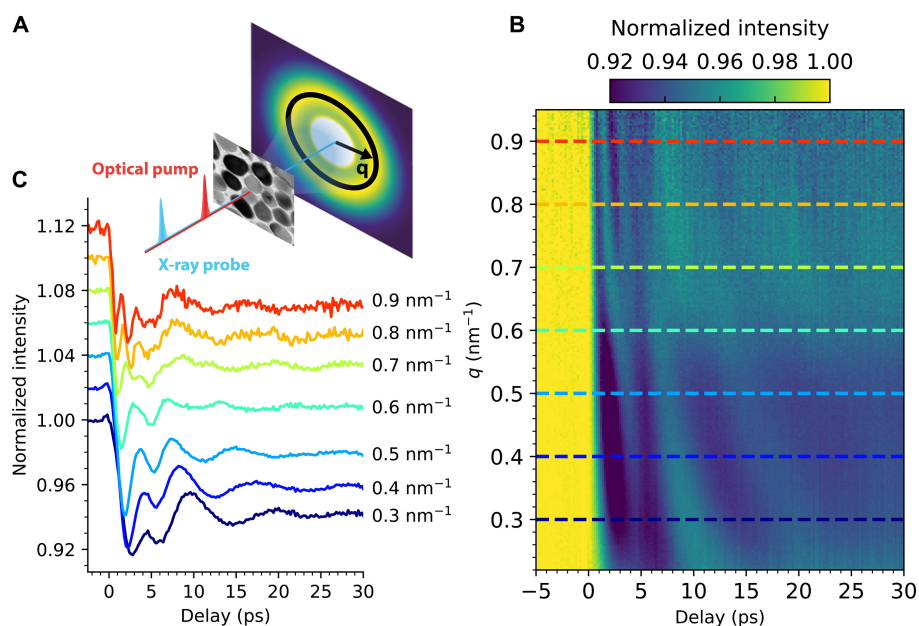 A
q
Optical pump
X-ray probe
B
Normalized intensity
0.92 0.94 0.96 0.98 1.00
q (nm⁻¹)
0.9
0.8
0.7
0.6
0.5
0.4
0.3
−5 0 5 10 15 20 25 30
Delay (ps)
C
Normalized intensity
1.12
1.08
1.04
1.00
0.96
0.92
0.9 nm⁻¹
0.8 nm⁻¹
0.7 nm⁻¹
0.6 nm⁻¹
0.5 nm⁻¹
0.4 nm⁻¹
0.3 nm⁻¹
0 5 10 15 20 25 30
Delay (ps)